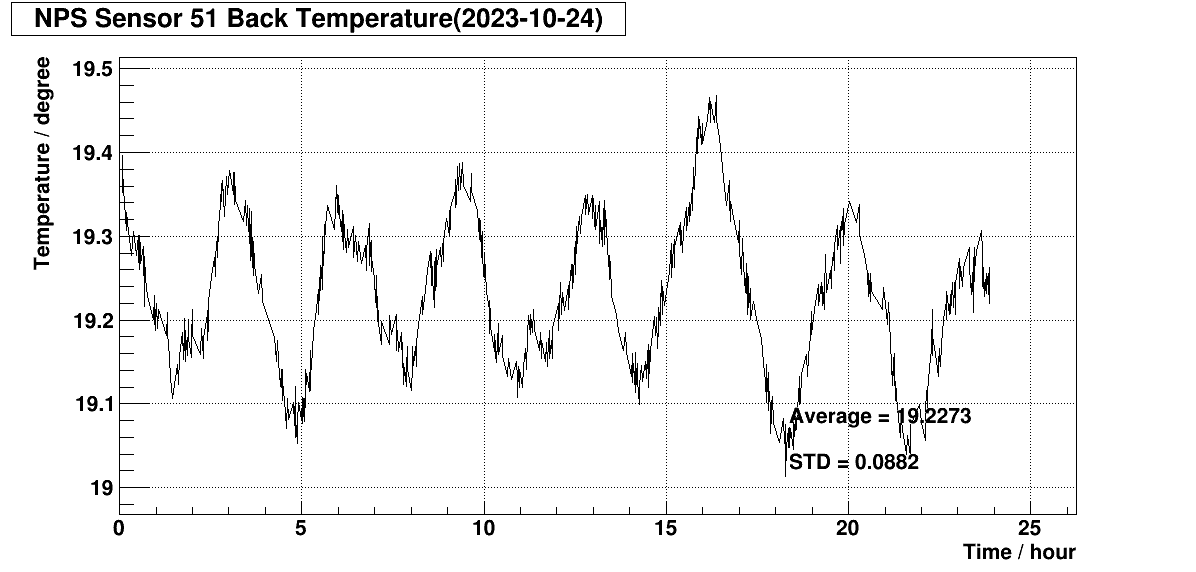 NPS Sensor 51 Back Temperature(2023-10-24)
Temperature / degree
19.5
19.4
19.3
19.2
19.1
19
Average = 19.2273
STD = 0.0882
0 5 10 15 20 25
Time / hour